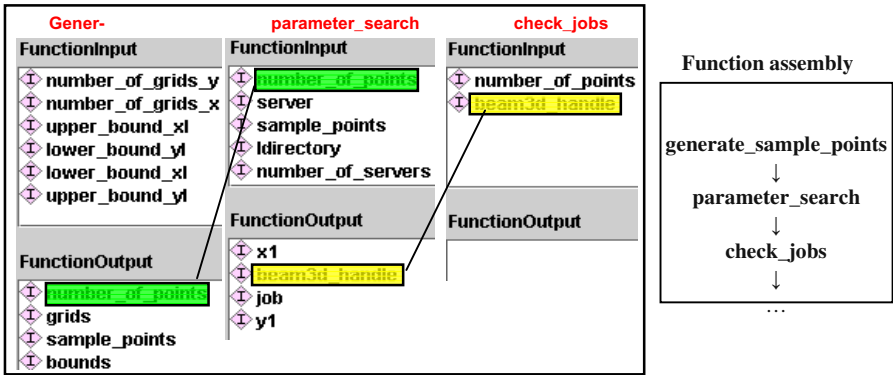 Gener-
FunctionInput
number_of_grids_y
number_of_grids_x
upper_bound_xl
lower_bound_yl
lower_bound_xl
upper_bound_yl
FunctionOutput
number_of_points
grids
sample_points
bounds
parameter_search
FunctionInput
number_of_points
server
sample_points
ldirectory
number_of_servers
FunctionOutput
x1
beam3d_handle
job
y1
check_jobs
FunctionInput
number_of_points
beam3d_handle
FunctionOutput
Function assembly
generate_sample_points
↓
parameter_search
↓
check_jobs
↓
…